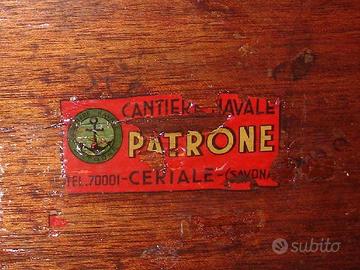 CANTIERE NAVALE
PATRONE
TEL.70001-CERIALE-(SAVONA
subito